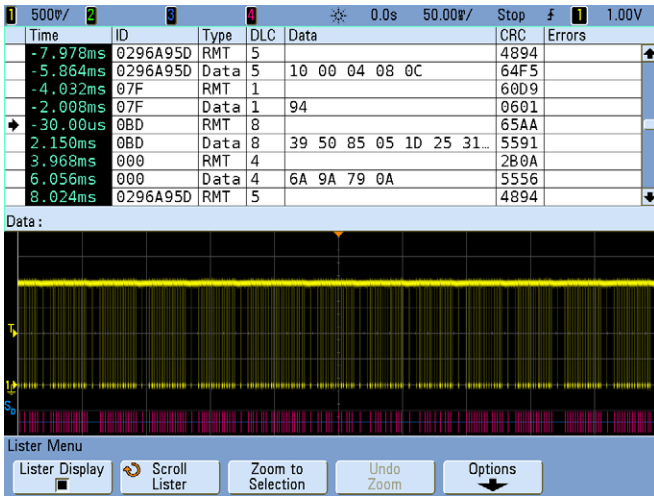 1 500℧/ 2 3 4 0.0s 50.00℧/ Stop 1 1.00V
Time ID Type DLC Data CRC Errors
-7.978ms 0296A95D RMT 5 4894
-5.864ms 0296A95D Data 5 10 00 04 08 0C 64F5
-4.032ms 07F RMT 1 60D9
-2.008ms 07F Data 1 94 0601
-30.00us 0BD RMT 8 65AA
2.150ms 0BD Data 8 39 50 85 05 1D 25 31… 5591
3.968ms 000 RMT 4 2B0A
6.056ms 000 Data 4 6A 9A 79 0A 5556
8.024ms 0296A95D RMT 5 4894
Data :
T
1
S₀
Lister Menu
Lister Display
Scroll Lister
Zoom to Selection
Undo Zoom
Options